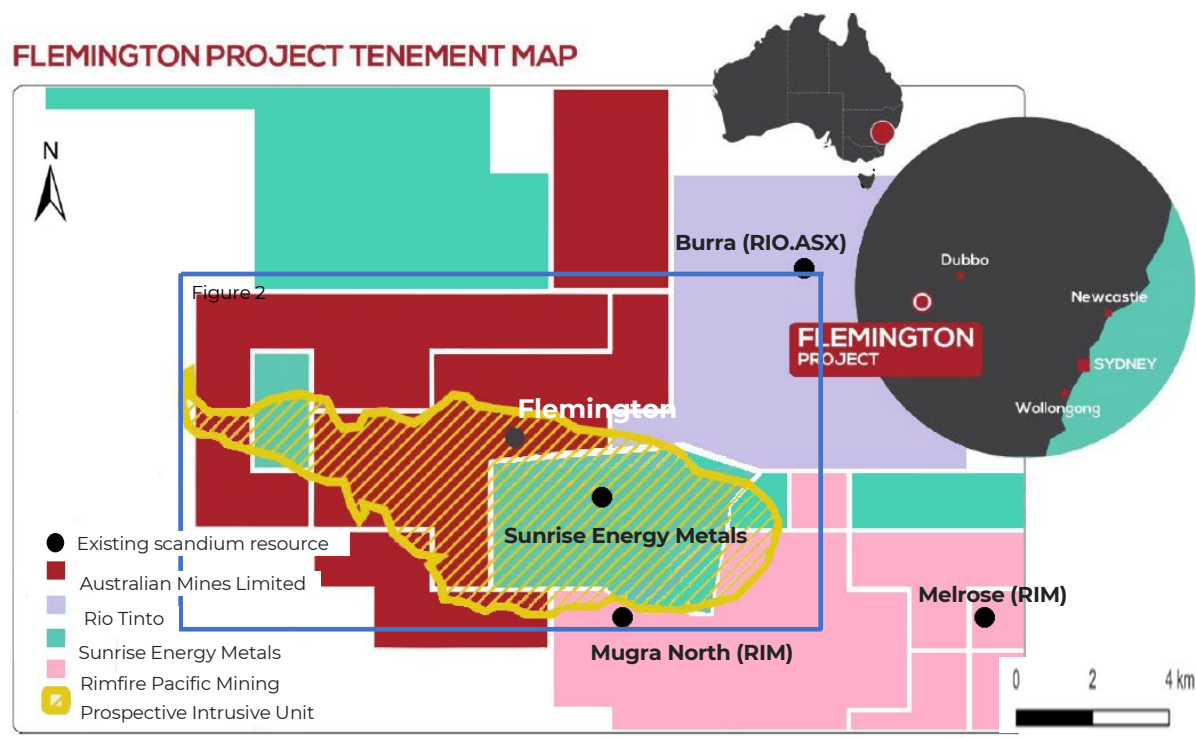 FLEMINGTON PROJECT TENEMENT MAP
N
Burra (RIO.ASX)
Figure 2
Dubbo
Newcastle
FLEMINGTON
PROJECT
SYDNEY
Wollongong
Flemington
Sunrise Energy Metals
Existing scandium resource
Australian Mines Limited
Rio Tinto
Sunrise Energy Metals
Rimfire Pacific Mining
Prospective Intrusive Unit
Melrose (RIM)
Mugra North (RIM)
0 2 4 km